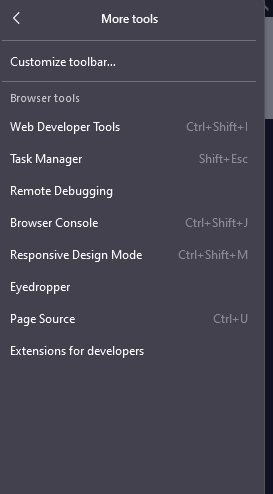 More tools
Customize toolbar...
Browser tools
Web Developer Tools Ctrl+Shift+I
Task Manager Shift+Esc
Remote Debugging
Browser Console Ctrl+Shift+J
Responsive Design Mode Ctrl+Shift+M
Eyedropper
Page Source Ctrl+U
Extensions for developers